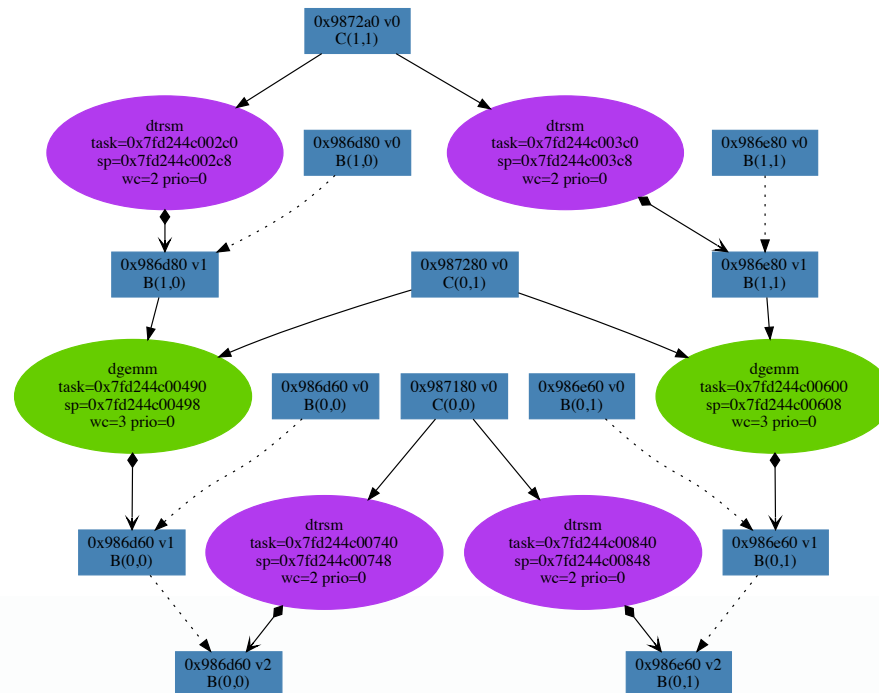 0x9872a0 v0
C(1,1)
dtrsm
task=0x7fd244c002c0
sp=0x7fd244c002c8
wc=2 prio=0
0x986d80 v0
B(1,0)
dtrsm
task=0x7fd244c003c0
sp=0x7fd244c003c8
wc=2 prio=0
0x986e80 v0
B(1,1)
0x986d80 v1
B(1,0)
0x987280 v0
C(0,1)
0x986e80 v1
B(1,1)
dgemm
task=0x7fd244c00490
sp=0x7fd244c00498
wc=3 prio=0
0x986d60 v0
B(0,0)
0x987180 v0
C(0,0)
0x986e60 v0
B(0,1)
dgemm
task=0x7fd244c00600
sp=0x7fd244c00608
wc=3 prio=0
0x986d60 v1
B(0,0)
dtrsm
task=0x7fd244c00740
sp=0x7fd244c00748
wc=2 prio=0
dtrsm
task=0x7fd244c00840
sp=0x7fd244c00848
wc=2 prio=0
0x986e60 v1
B(0,1)
0x986d60 v2
B(0,0)
0x986e60 v2
B(0,1)